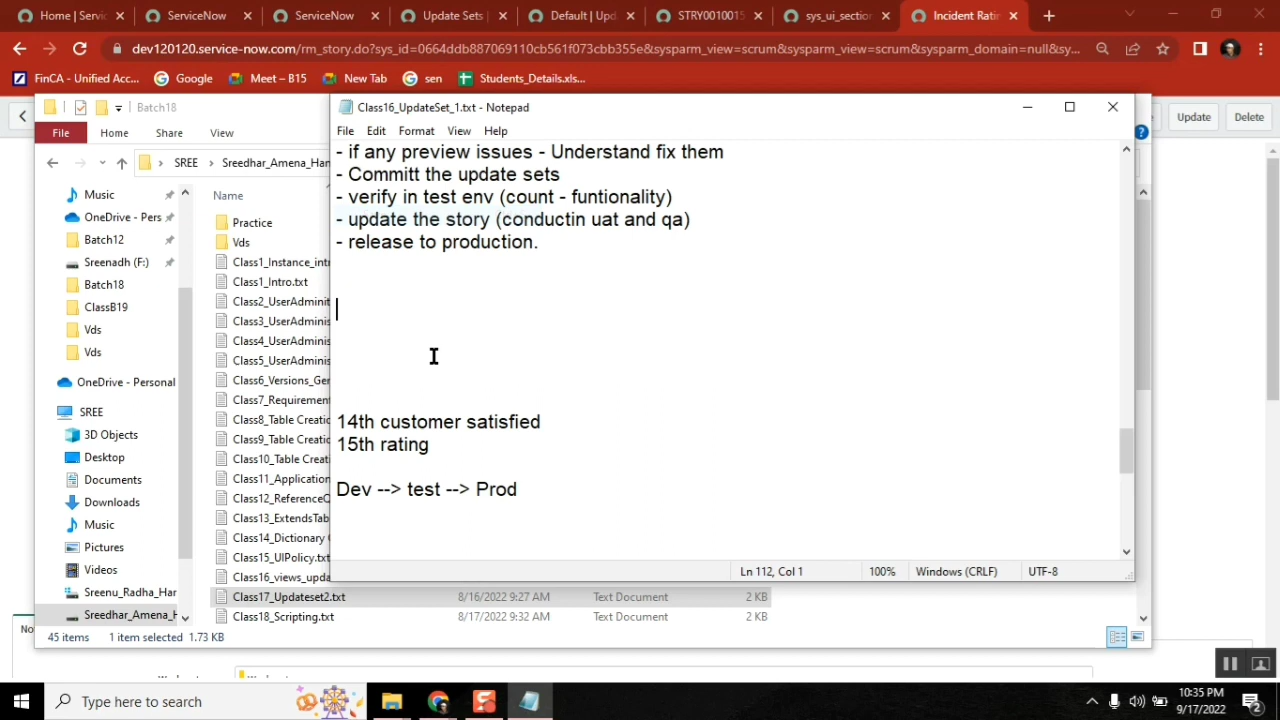 Home | Servic
ServiceNow
ServiceNow
Update Sets |
Default | Upd
STRY0010015
sys_ui_section
Incident Ratin
dev120120.service-now.com/rm_story.do?sys_id=0664ddb887069110cb561f073cbb355e&sysparm_view=scrum&sysparm_view=scrum&sysparm_domain=null&sy...
FinCA - Unified Acc...
Google
Meet – B15
New Tab
sen
Students_Details.xls...
Update
Delete
Batch18
File
Home
Share
View
SREE
Sreedhar_Amena_Han
Music
OneDrive - Pers
Batch12
Sreenadh (F:)
Batch18
ClassB19
Vds
Vds
OneDrive - Personal
SREE
3D Objects
Desktop
Documents
Downloads
Music
Pictures
Videos
Sreenu_Radha_Har
Sreedhar_Amena_H
Name
Practice
Vds
Class1_Instance_intr
Class1_Intro.txt
Class2_UserAdminit
Class3_UserAdminis
Class4_UserAdminis
Class5_UserAdminis
Class6_Versions_Ger
Class7_Requirement
Class8_Table Creatio
Class9_Table Creatio
Class10_Table Creati
Class11_Application
Class12_ReferenceQ
Class13_ExtendsTab
Class14_Dictionary O
Class15_UIPolicy.txt
Class16_views_upda
Class17_Updateset2.txt 8/16/2022 9:27 AM Text Document 2 KB
Class18_Scripting.txt 8/17/2022 9:32 AM Text Document 2 KB
45 items 1 item selected 1.73 KB
Class16_UpdateSet_1.txt - Notepad
File Edit Format View Help
- if any preview issues - Understand fix them
- Committ the update sets
- verify in test env (count - funtionality)
- update the story (conductin uat and qa)
- release to production.
14th customer satisfied
15th rating
Dev --> test --> Prod
Ln 112, Col 1 100% Windows (CRLF) UTF-8
No
Type here to search
10:35 PM
9/17/2022
2